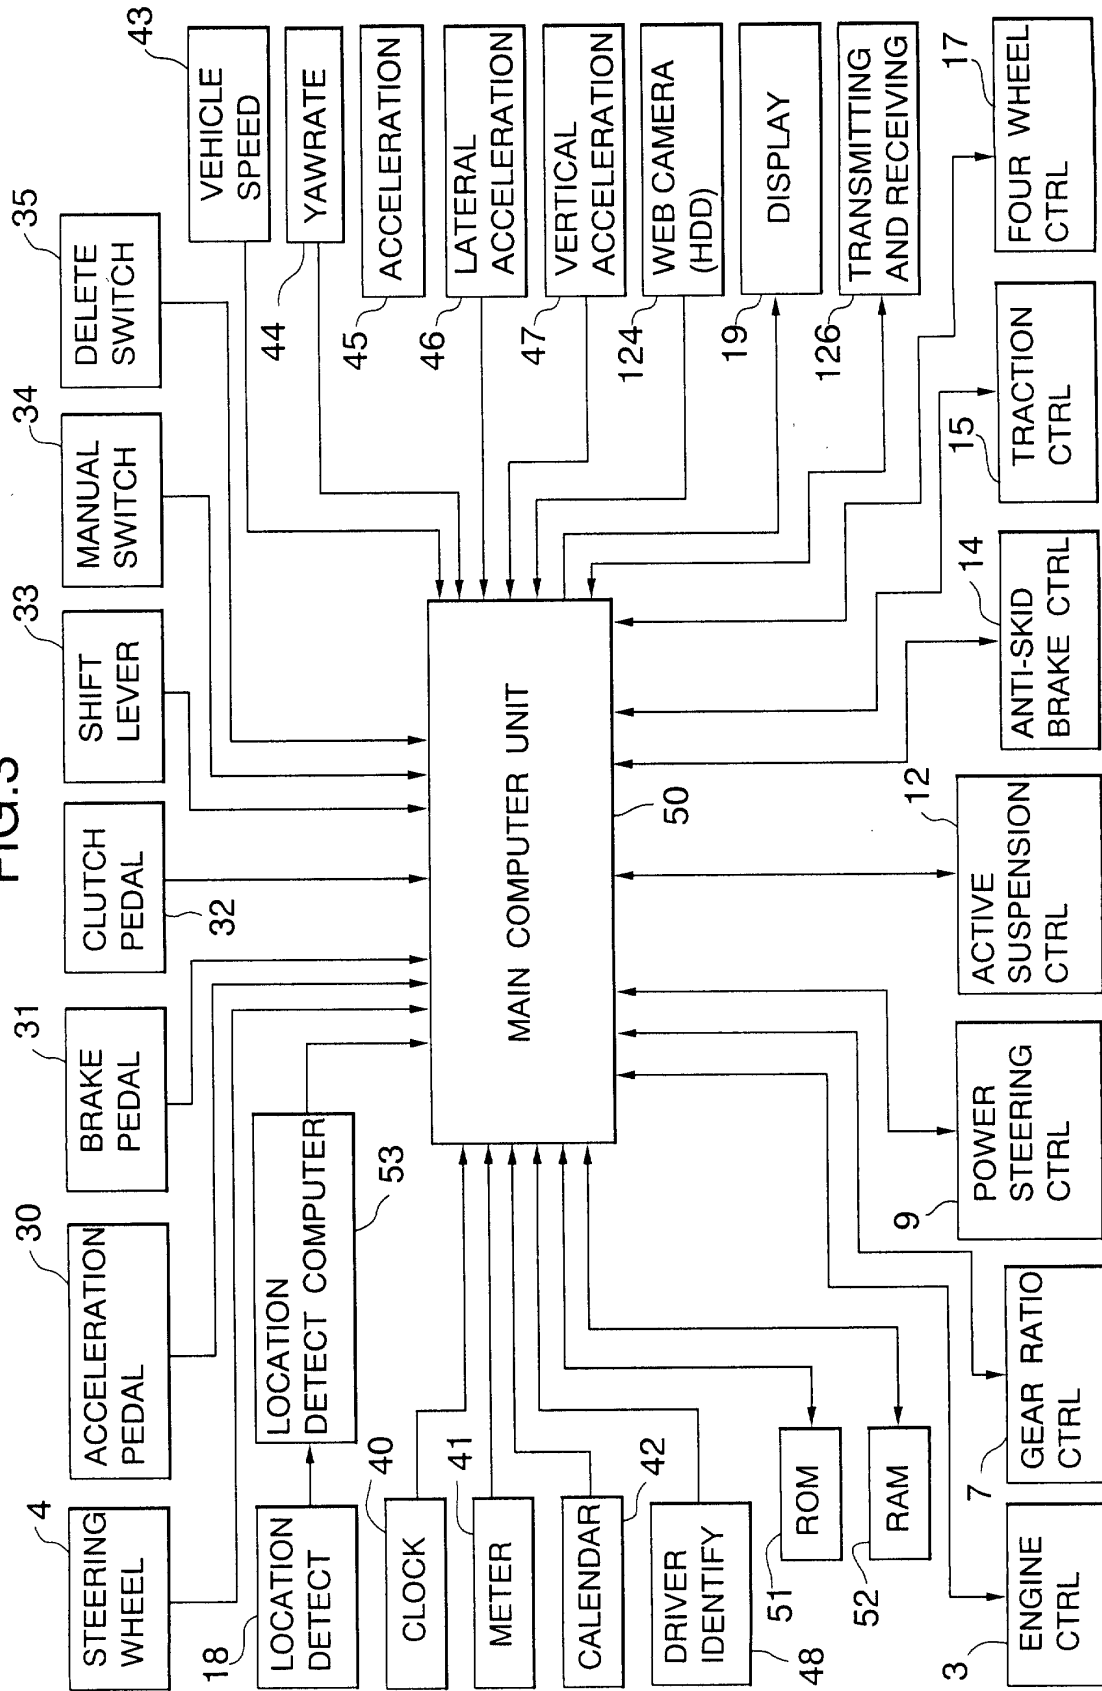 FIG.3
4
STEERING
WHEEL
30
ACCELERATION
PEDAL
31
BRAKE
PEDAL
CLUTCH
PEDAL
32
33
SHIFT
LEVER
34
MANUAL
SWITCH
35
DELETE
SWITCH
18
LOCATION
DETECT
LOCATION
DETECT COMPUTER
53
40
CLOCK
41
METER
CALENDAR
42
DRIVER
IDENTIFY
48
51
ROM
52
RAM
MAIN COMPUTER UNIT
50
43
VEHICLE
SPEED
44
YAWRATE
45
ACCELERATION
46
LATERAL
ACCELERATION
47
VERTICAL
ACCELERATION
124
WEB CAMERA
(HDD)
19
DISPLAY
126
TRANSMITTING
AND RECEIVING
3
ENGINE
CTRL
7
GEAR RATIO
CTRL
9
POWER
STEERING
CTRL
12
ACTIVE
SUSPENSION
CTRL
14
ANTI-SKID
BRAKE CTRL
15
TRACTION
CTRL
17
FOUR WHEEL
CTRL